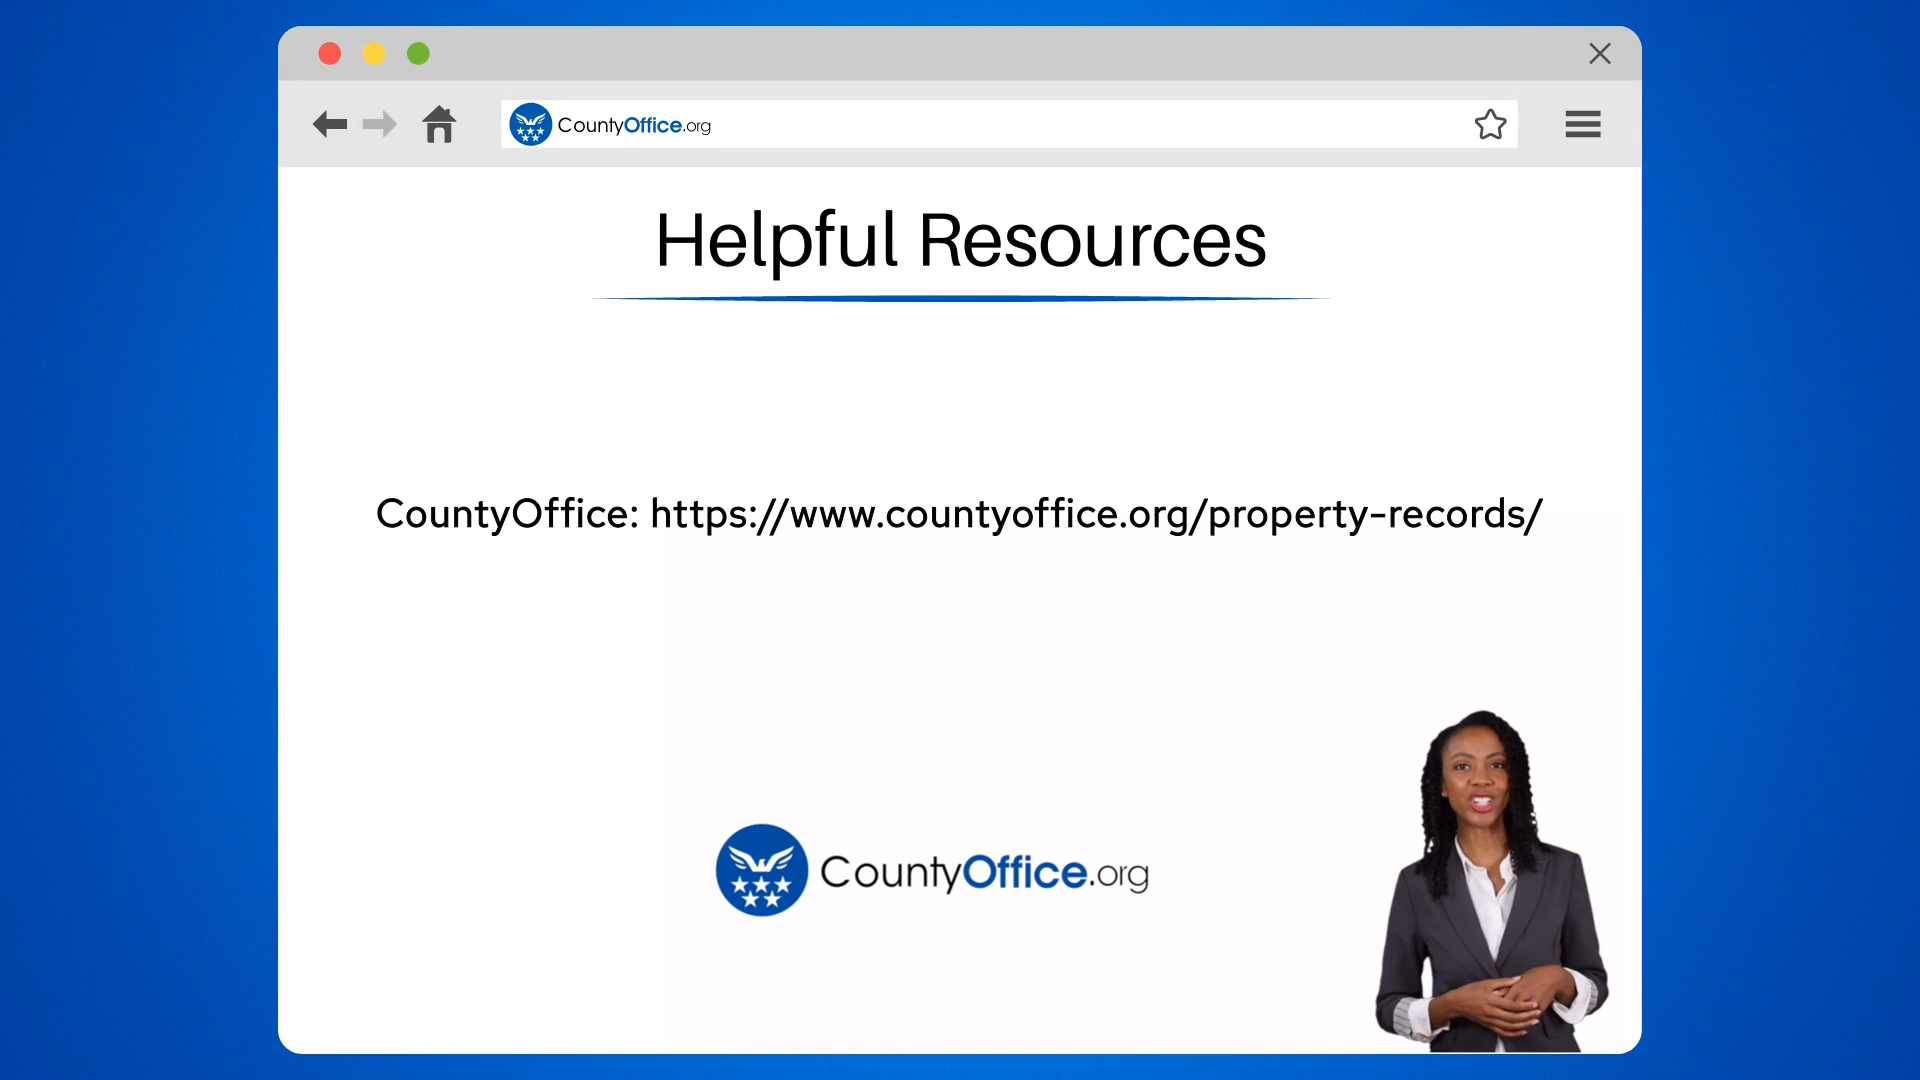 CountyOffice.org
Helpful Resources
CountyOffice: https://www.countyoffice.org/property-records/
CountyOffice.org